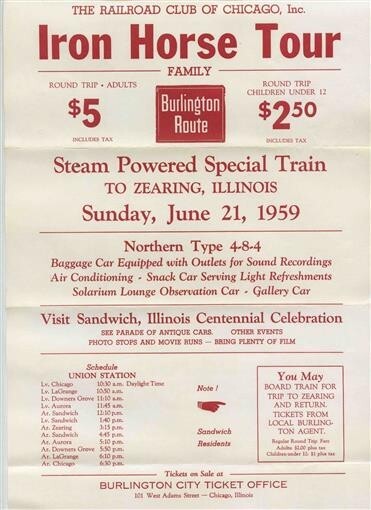 THE RAILROAD CLUB OF CHICAGO, Inc.
Iron Horse Tour
FAMILY
ROUND TRIP • ADULTS
$5
INCLUDES TAX
Burlington
Route
ROUND TRIP
CHILDREN UNDER 12
$2 50
INCLUDES TAX
Steam Powered Special Train
TO ZEARING, ILLINOIS
Sunday, June 21, 1959
Northern Type 4-8-4
Baggage Car Equipped with Outlets for Sound Recordings
Air Conditioning - Snack Car Serving Light Refreshments
Solarium Lounge Observation Car - Gallery Car
Visit Sandwich, Illinois Centennial Celebration
SEE PARADE OF ANTIQUE CARS. OTHER EVENTS
PHOTO STOPS AND MOVIE RUNS — BRING PLENTY OF FILM
Schedule
UNION STATION
Lv. Chicago 10:30 a.m. Daylight Time
Lv. LaGrange 10:50 a.m.
Lv. Downers Grove 11:10 a.m.
Lv. Aurora 11:45 a.m.
Ar. Sandwich 12:10 p.m.
Lv. Sandwich 1:40 p.m.
Ar. Zearing 3:15 p.m.
Ar. Sandwich 4:45 p.m.
Ar. Aurora 5:10 p.m.
Ar. Downers Grove 5:50 p.m.
Ar. LaGrange 6:10 p.m.
Ar. Chicago 6:30 p.m.
Note !
Sandwich
Residents
You May
BOARD TRAIN FOR
TRIP TO ZEARING
AND RETURN.
TICKETS FROM
LOCAL BURLING-
TON AGENT.
Regular Round Trip Fare
Adults: $2.00 plus tax
Children under 12: $1 plus tax
Tickets on Sale at
BURLINGTON CITY TICKET OFFICE
101 West Adams Street — Chicago, Illinois